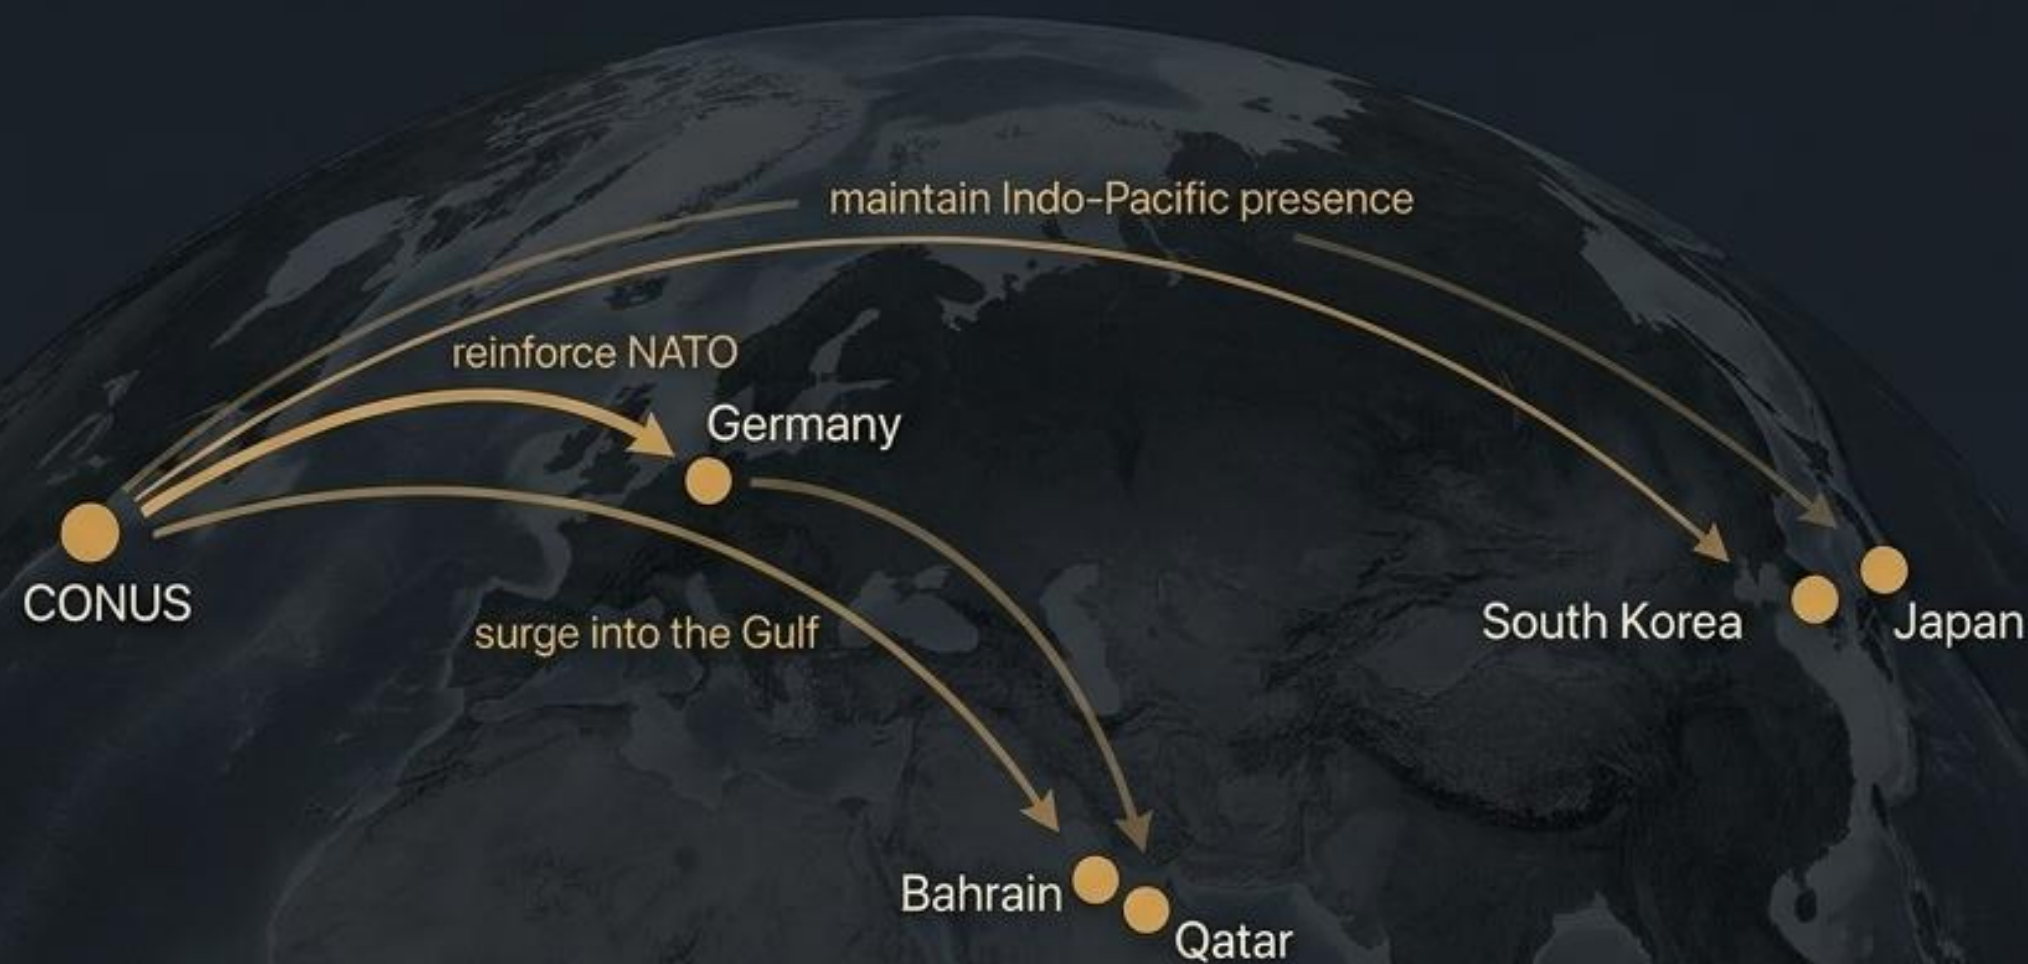 maintain Indo-Pacific presence
reinforce NATO
Germany
CONUS
surge into the Gulf
South Korea
Japan
Bahrain
Qatar